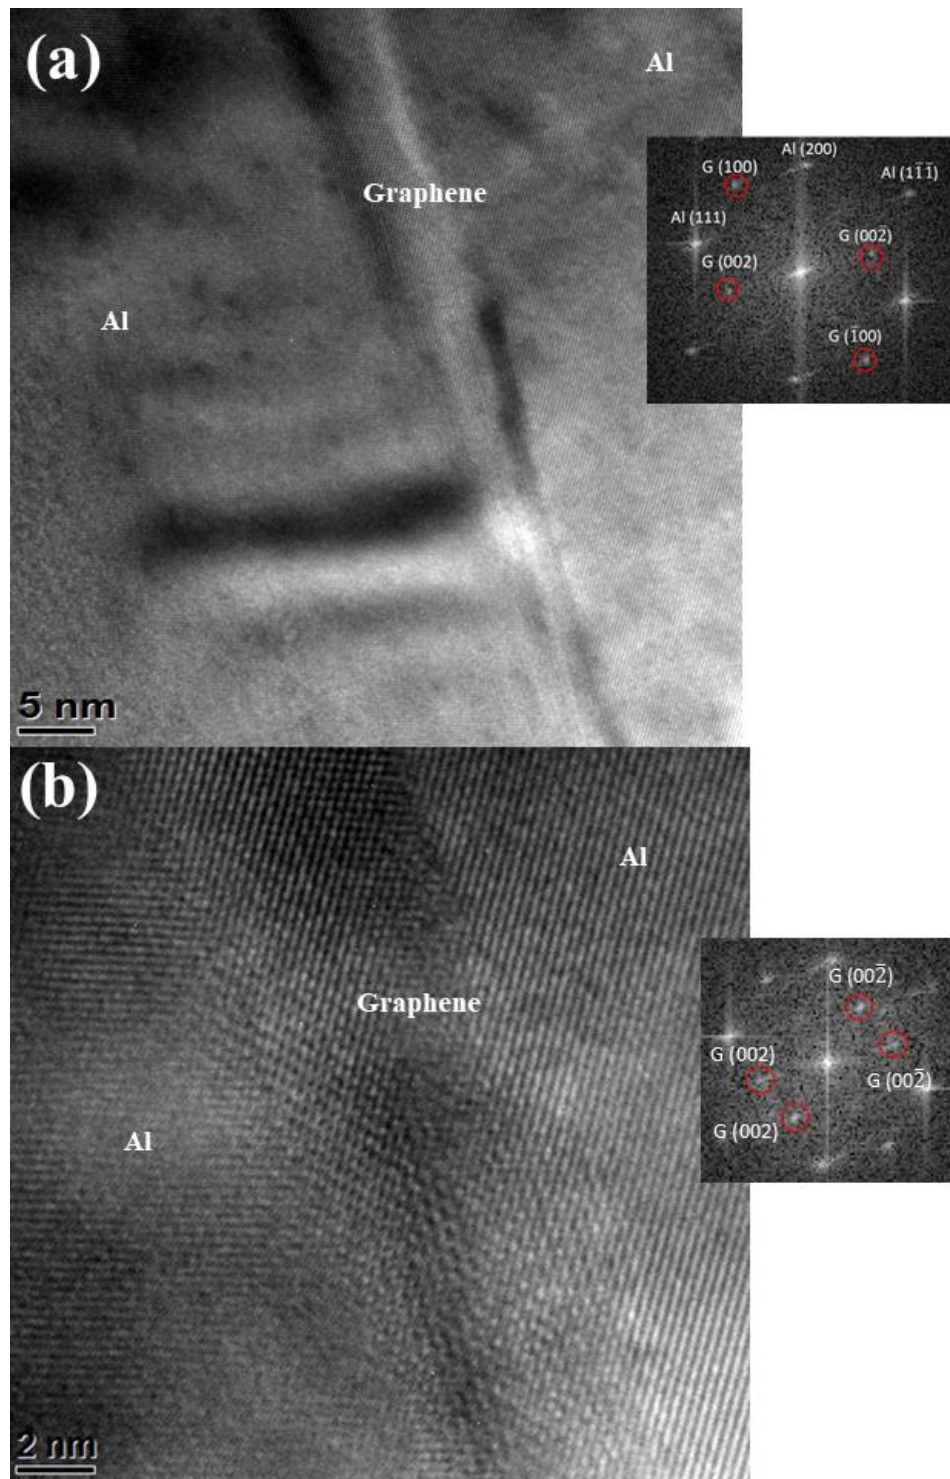 (a)
Al
Al (200)
G (100)
Al (11̅1̅)
Graphene
Al (111)
G (002̅)
G (002)
Al
G (1̅00)
5 nm
(b)
Al
G (002̅)
Graphene
G (002)
G (002̅)
G (002)
Al
2 nm